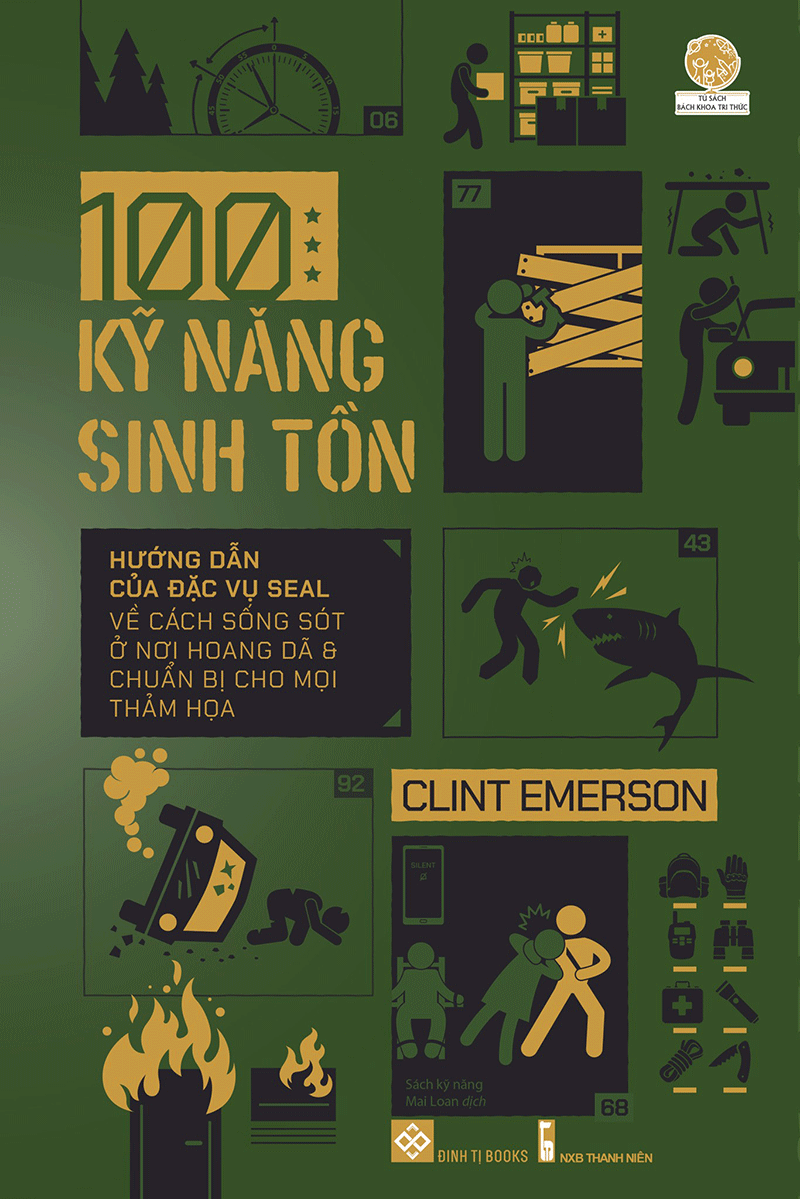 06
TỦ SÁCH
BÁCH KHOA TRI THỨC
100
77
KỸ NĂNG
SINH TỒN
HƯỚNG DẪN
CỦA ĐẶC VỤ SEAL
VỀ CÁCH SỐNG SÓT
Ở NƠI HOANG DÃ &
CHUẨN BỊ CHO MỌI
THẢM HỌA
43
92
CLINT EMERSON
SILENT
Sách kỹ năng
Mai Loan dịch
68
ĐINH TỊ BOOKS
NXB THANH NIÊN